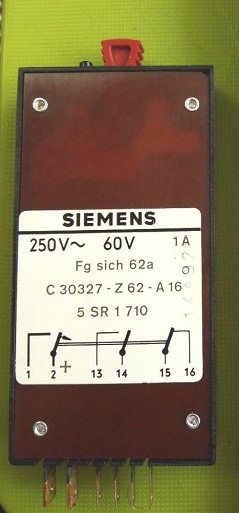 SIEMENS
250V~ 60V 1A
Fg sich 62a
C 30327 - Z 62 - A 16
5 SR 1 710
1 2 + 13 14 15 16